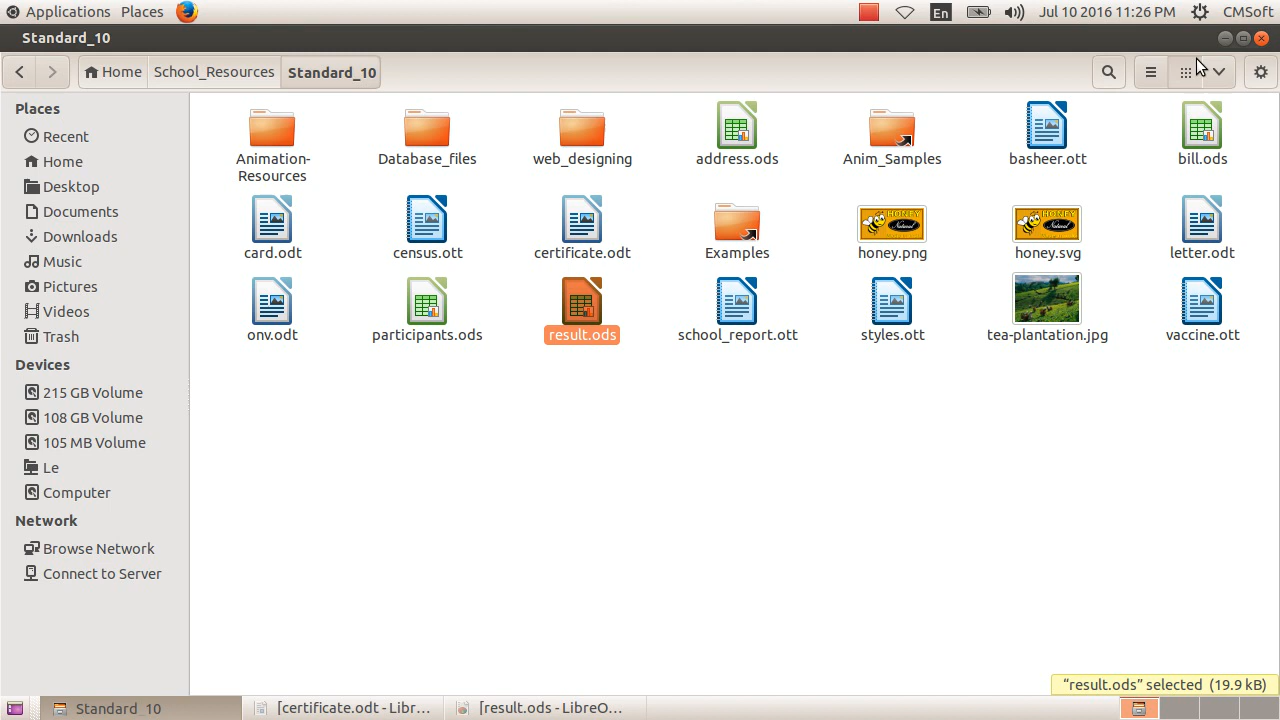 Applications Places En Jul 10 2016 11:26 PM CMSoft
Standard_10
Home School_Resources Standard_10
Places
Recent
Home
Desktop
Documents
Downloads
Music
Pictures
Videos
Trash
Devices
215 GB Volume
108 GB Volume
105 MB Volume
Le
Computer
Network
Browse Network
Connect to Server
Animation-
Resources
Database_files
web_designing
address.ods
Anim_Samples
basheer.ott
bill.ods
card.odt
census.ott
certificate.odt
Examples
HONEY
Natural
honey.png
HONEY
Natural
honey.svg
letter.odt
onv.odt
participants.ods
result.ods
school_report.ott
styles.ott
tea-plantation.jpg
vaccine.ott
“result.ods” selected (19.9 kB)
Standard_10 [certificate.odt - Libr... [result.ods - LibreO...